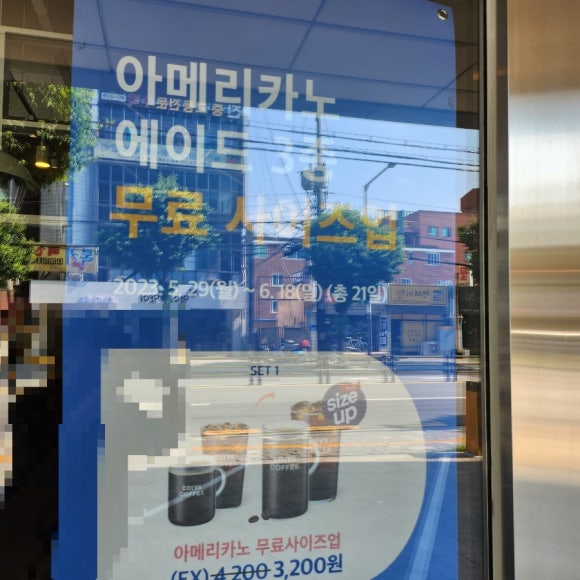 아메리카노
에이드 3종
무료 사이즈업
2023. 5. 29(월) ~ 6. 18(일) (총 21일)
SET 1
size
up
EDIYA
COFFEE
EDIYA
COFFEE
아메리카노 무료사이즈업
(EX) 4,200 3,200원